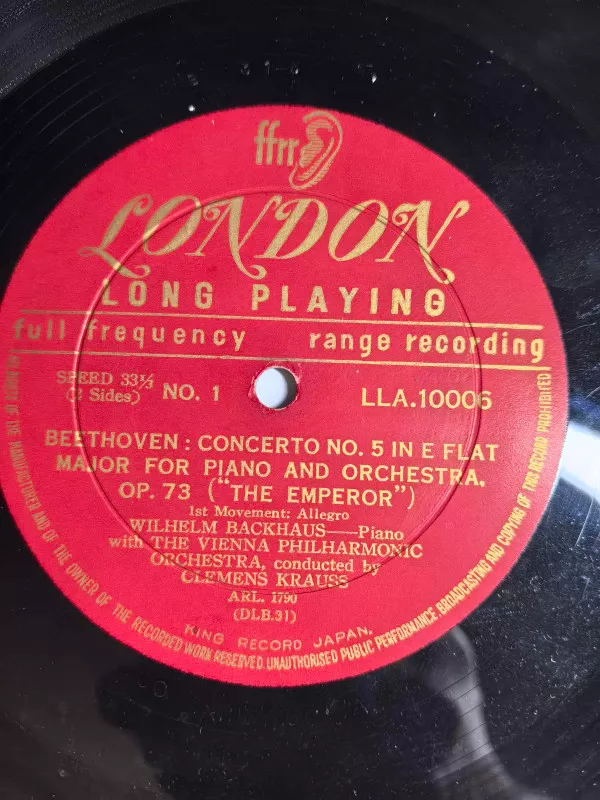 ffrr
LONDON
LONG PLAYING
full frequency range recording
SPEED 33⅓
(2 Sides)
NO. 1
LLA.10006
BEETHOVEN : CONCERTO NO. 5 IN E FLAT
MAJOR FOR PIANO AND ORCHESTRA,
OP. 73 ("THE EMPEROR")
1st Movement: Allegro
WILHELM BACKHAUS—Piano
with THE VIENNA PHILHARMONIC
ORCHESTRA, conducted by
CLEMENS KRAUSS
ARL. 1790
(DLB.31)
KING RECORD JAPAN.
OF THE MANUFACTURER AND OF THE OWNER OF THE RECORDED WORK RESERVED. UNAUTHORISED PUBLIC PERFORMANCE BROADCASTING AND COPYING OF THIS RECORD PROHIBITED